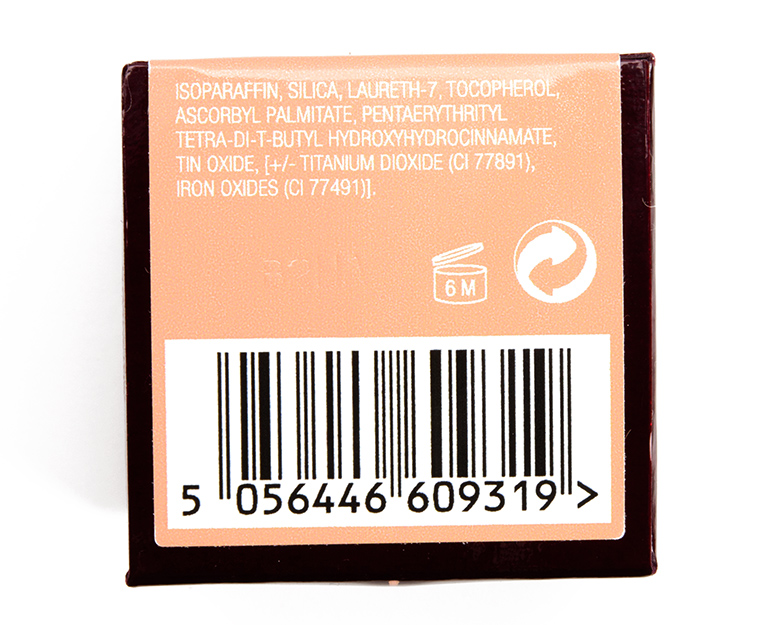 ISOPARAFFIN, SILICA, LAURETH-7, TOCOPHEROL,
ASCORBYL PALMITATE, PENTAERYTHRITYL
TETRA-DI-T-BUTYL HYDROXYHYDROCINNAMATE,
TIN OXIDE, [+/- TITANIUM DIOXIDE (CI 77891),
IRON OXIDES (CI 77491)].
6 M
5 056446 609319 >